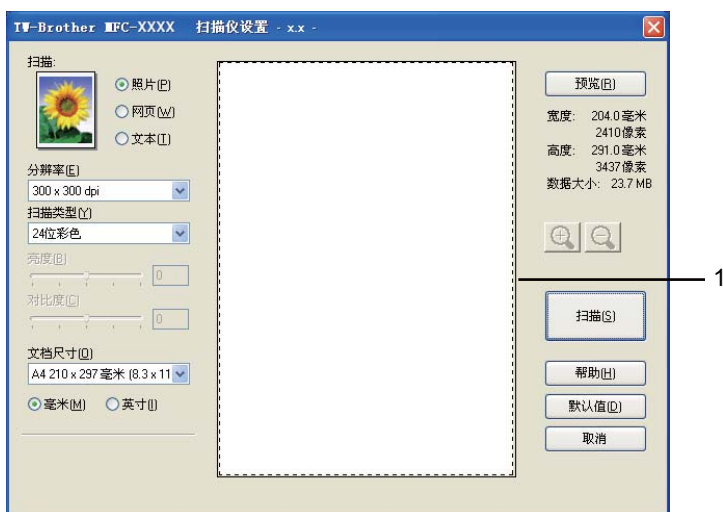 TW-Brother MFC-XXXX 扫描仪设置 - x.x -
扫描:
照片(P)
网页(W)
文本(T)
分辨率(E)
300 x 300 dpi
扫描类型(Y)
24位彩色
亮度(B)
0
对比度(C)
0
文档尺寸(O)
A4 210 x 297 毫米 (8.3 x 11
毫米(M)
英寸(I)
预览(R)
宽度: 204.0 毫米
2410 像素
高度: 291.0 毫米
3437 像素
数据大小: 23.7 MB
1
扫描(S)
帮助(H)
默认值(D)
取消